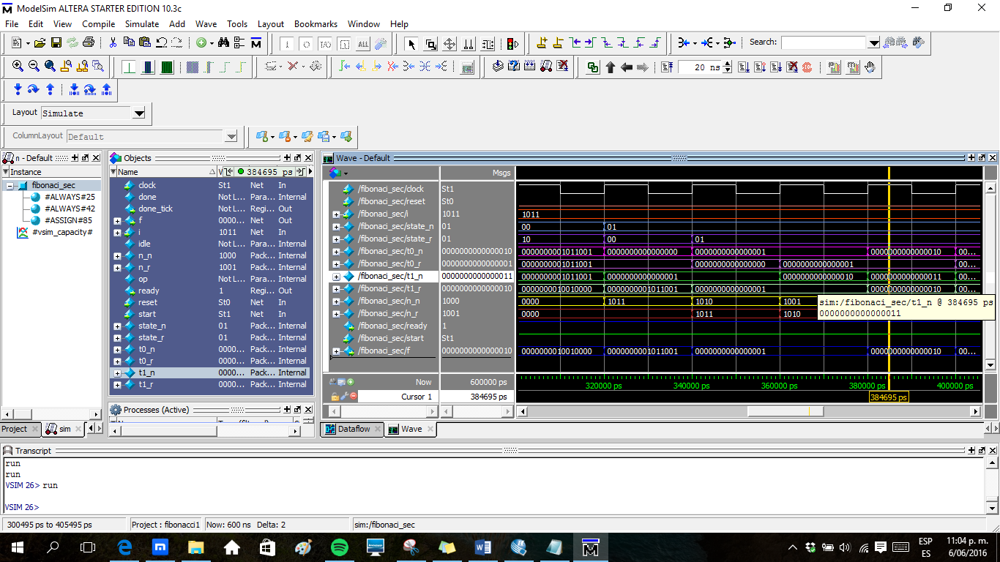 ModelSim ALTERA STARTER EDITION 10.3c
File Edit View Compile Simulate Add Wave Tools Layout Bookmarks Window Help
Search:
20 ns
Layout Simulate
ColumnLayout Default
n - Default
Instance
fibonaci_sec
#ALWAYS#25
#ALWAYS#42
#ASSIGN#85
#vsim_capacity#
Project
sim
Objects
Name 384695 ps
clock St1 Net In
done Not L... Para... Internal
done_tick Not L... Regi... Out
f 0000... Net Out
i 1011 Net In
idle Not L... Para... Internal
n_n 1000 Pack... Internal
n_r 1001 Pack... Internal
op Not L... Para... Internal
ready 1 Regi... Out
reset St0 Net In
start St1 Net In
state_n 01 Pack... Internal
state_r 01 Pack... Internal
t0_n 0000... Pack... Internal
t0_r 0000... Pack... Internal
t1_n 0000... Pack... Internal
t1_r 0000... Pack... Internal
Processes (Active)
Wave - Default
Msgs
/fibonaci_sec/clock St1
/fibonaci_sec/reset St0
/fibonaci_sec/i 1011 1011
/fibonaci_sec/state_n 01 00 01
/fibonaci_sec/state_r 01 10 00 01
/fibonaci_sec/t0_n 0000000000000010 0000000001011001 0000000000000000 0000000000000001 0000000000000010 00...
/fibonaci_sec/t0_r 0000000000000001 0000000001011001 0000000000000000 0000000000000001 00...
/fibonaci_sec/t1_n 0000000000000011 0000000001011001 0000000000000001 0000000000000010 0000000000000011 00...
/fibonaci_sec/t1_r 0000000000000010 0000000010010000 0000000001011001 0000000000000001 0000000000000010 00...
/fibonaci_sec/n_n 1000 0000 1011 1010 1001
/fibonaci_sec/n_r 1001 0000 1011 1010
sim:/fibonaci_sec/t1_n @ 384695 ps
0000000000000011
/fibonaci_sec/ready 1
/fibonaci_sec/start St1
/fibonaci_sec/f 0000000000000010 0000000010010000 0000000001011001 0000000000000001 0000000000000010 00...
Now 600000 ps 320000 ps 340000 ps 360000 ps 380000 ps 400000 ps
Cursor 1 384695 ps 384695 ps
Dataflow
Wave
Transcript
run
run
VSIM 26> run
VSIM 26>
300495 ps to 405495 ps Project : fibonacci1 Now: 600 ns Delta: 2 sim:/fibonaci_sec
ESP
ES
11:04 p. m.
6/06/2016